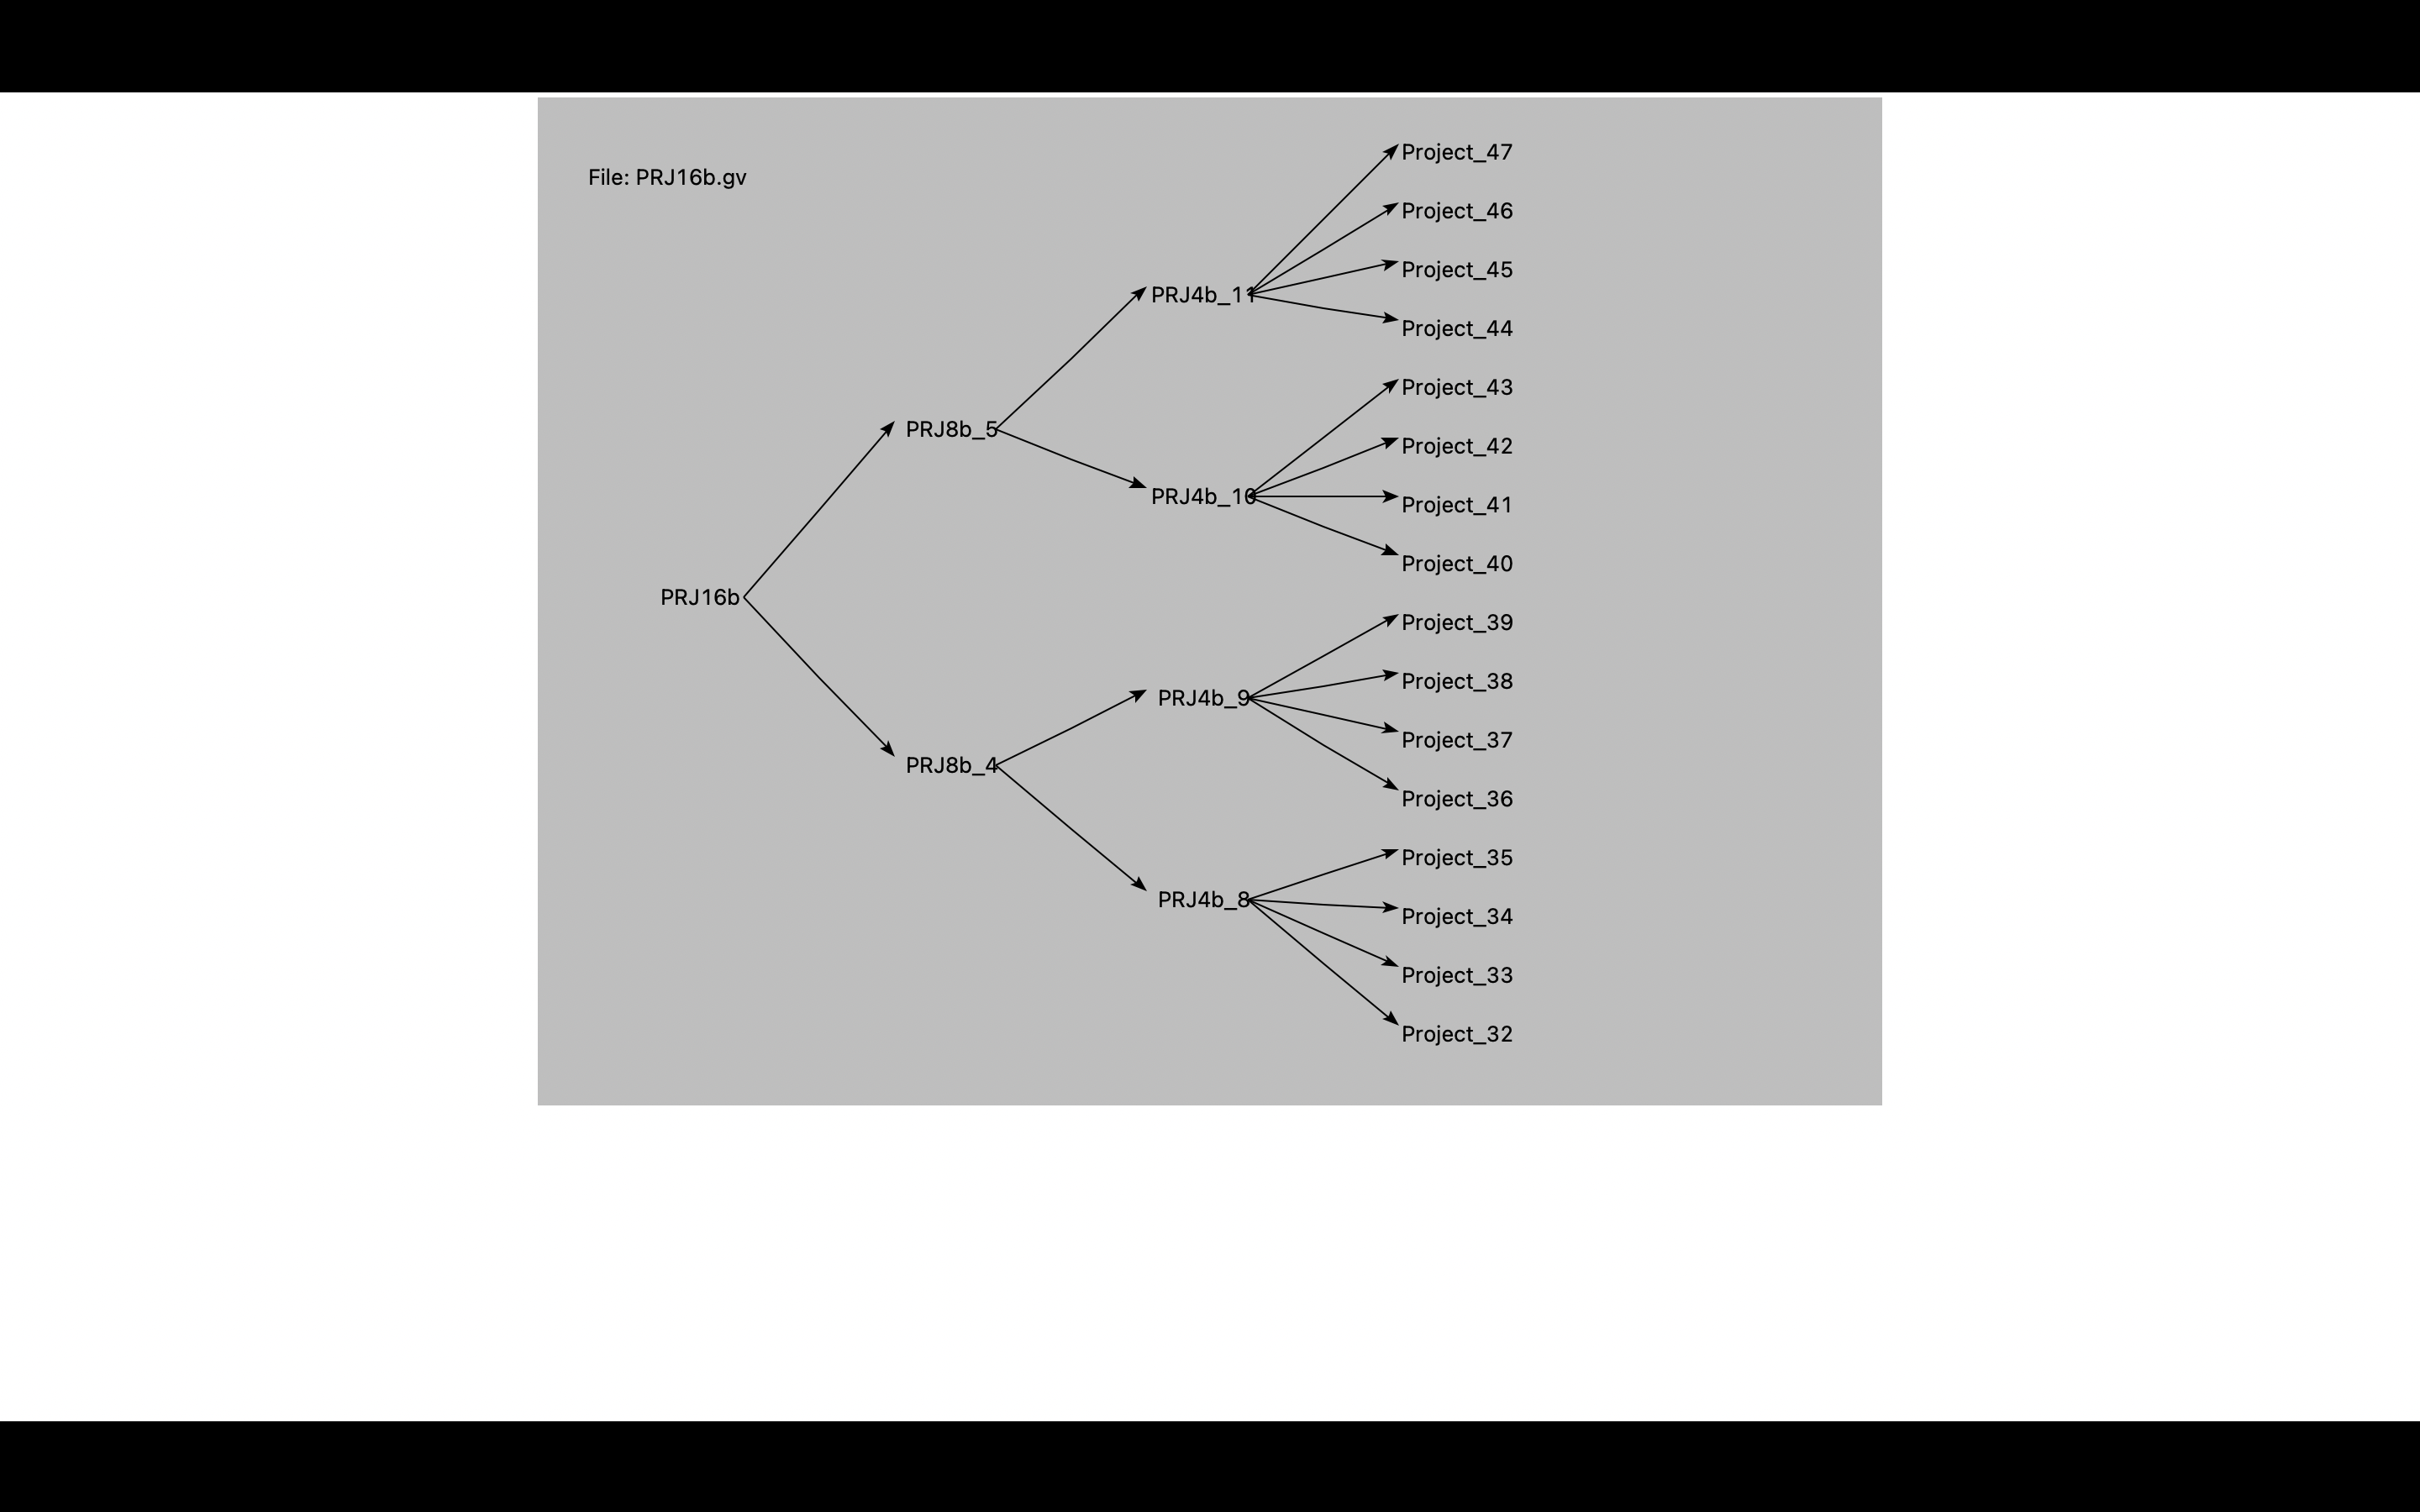 File: PRJ16b.gv
Project_47
Project_46
Project_45
PRJ4b_11
Project_44
Project_43
PRJ8b_5
Project_42
PRJ4b_10
Project_41
Project_40
PRJ16b
Project_39
Project_38
PRJ4b_9
Project_37
PRJ8b_4
Project_36
Project_35
PRJ4b_8
Project_34
Project_33
Project_32